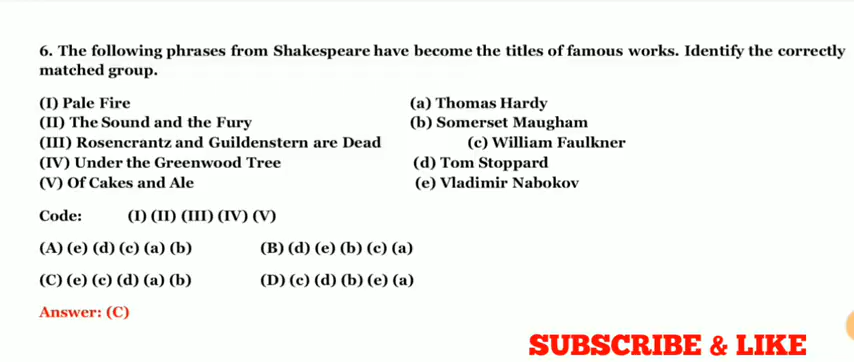 6. The following phrases from Shakespeare have become the titles of famous works. Identify the correctly
matched group.
(I) Pale Fire (a) Thomas Hardy
(II) The Sound and the Fury (b) Somerset Maugham
(III) Rosencrantz and Guildenstern are Dead (c) William Faulkner
(IV) Under the Greenwood Tree (d) Tom Stoppard
(V) Of Cakes and Ale (e) Vladimir Nabokov
Code: (I) (II) (III) (IV) (V)
(A) (e) (d) (c) (a) (b) (B) (d) (e) (b) (c) (a)
(C) (e) (c) (d) (a) (b) (D) (c) (d) (b) (e) (a)
Answer: (C)
SUBSCRIBE & LIKE